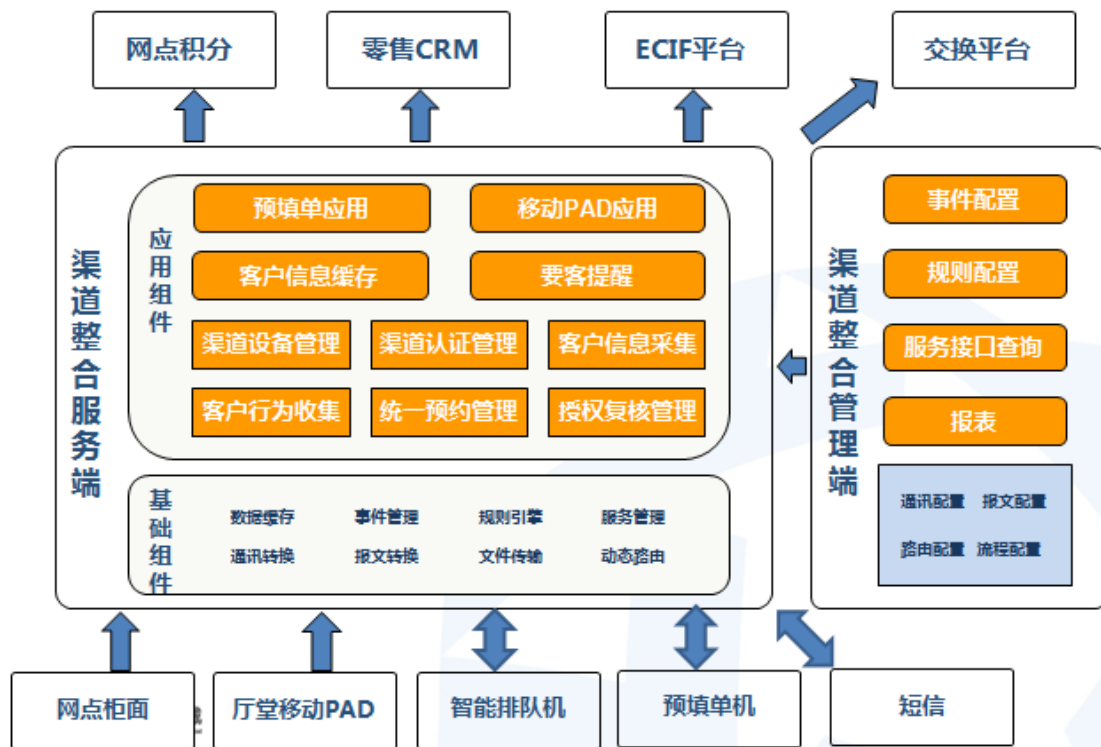 网点积分
零售CRM
ECIF平台
交换平台
渠道整合服务端
应用组件
预填单应用
移动PAD应用
客户信息缓存
要客提醒
渠道设备管理
渠道认证管理
客户信息采集
客户行为收集
统一预约管理
授权复核管理
基础组件
数据缓存 事件管理 规则引擎 服务管理
通讯转换 报文转换 文件传输 动态路由
渠道整合管理端
事件配置
规则配置
服务接口查询
报表
通讯配置 报文配置
路由配置 流程配置
网点柜面
厅堂移动PAD
智能排队机
预填单机
短信